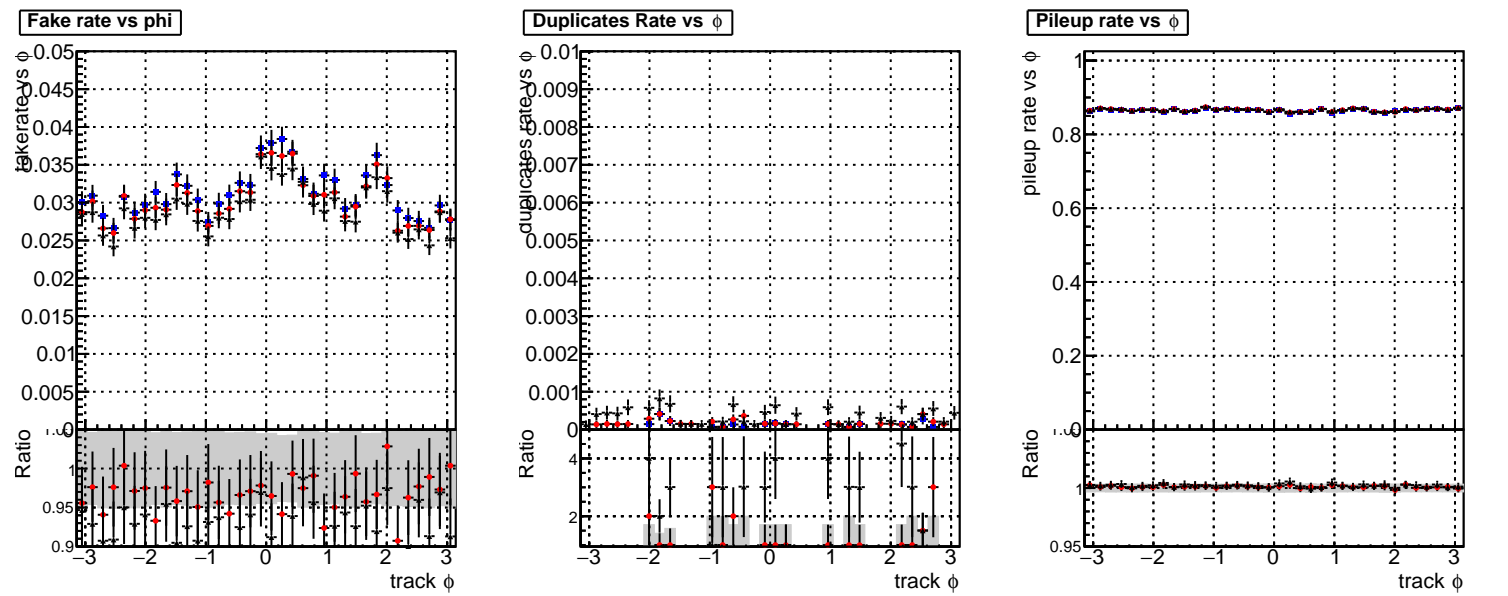 Fake rate vs phi
fakerate vs ϕ
0.05
0.045
0.04
0.035
0.03
0.025
0.02
0.015
0.01
0.005
0
Ratio
1
0.95
0.9
−3 −2 −1 0 1 2 3
track ϕ
Duplicates Rate vs ϕ
duplicates rate vs ϕ
0.01
0.009
0.008
0.007
0.006
0.005
0.004
0.003
0.002
0.001
0
Ratio
4
2
−3 −2 −1 0 1 2 3
track ϕ
Pileup rate vs ϕ
pileup rate vs ϕ
1
0.8
0.6
0.4
0.2
0
Ratio
1
0.95
−3 −2 −1 0 1 2 3
track ϕ